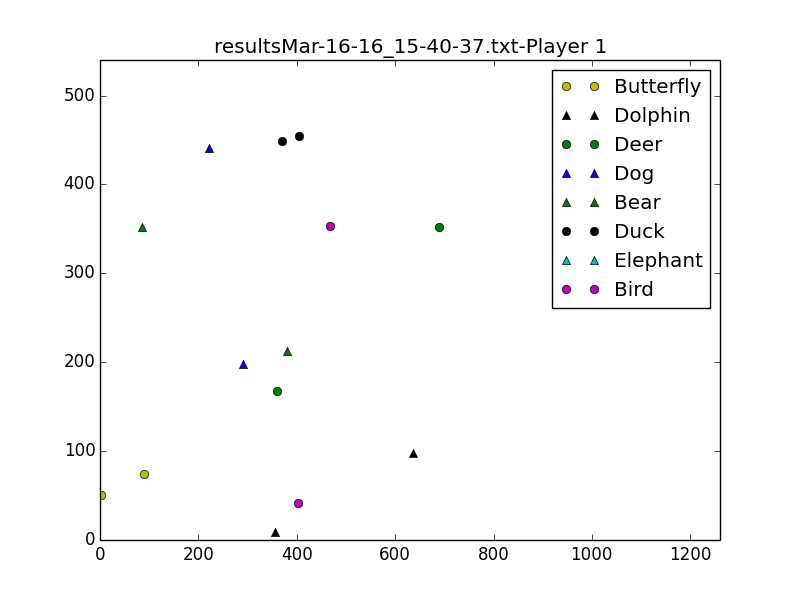 resultsMar-16-16_15-40-37.txt-Player 1
Butterfly
Dolphin
Deer
Dog
Bear
Duck
Elephant
Bird
500
400
300
200
100
0
0 200 400 600 800 1000 1200